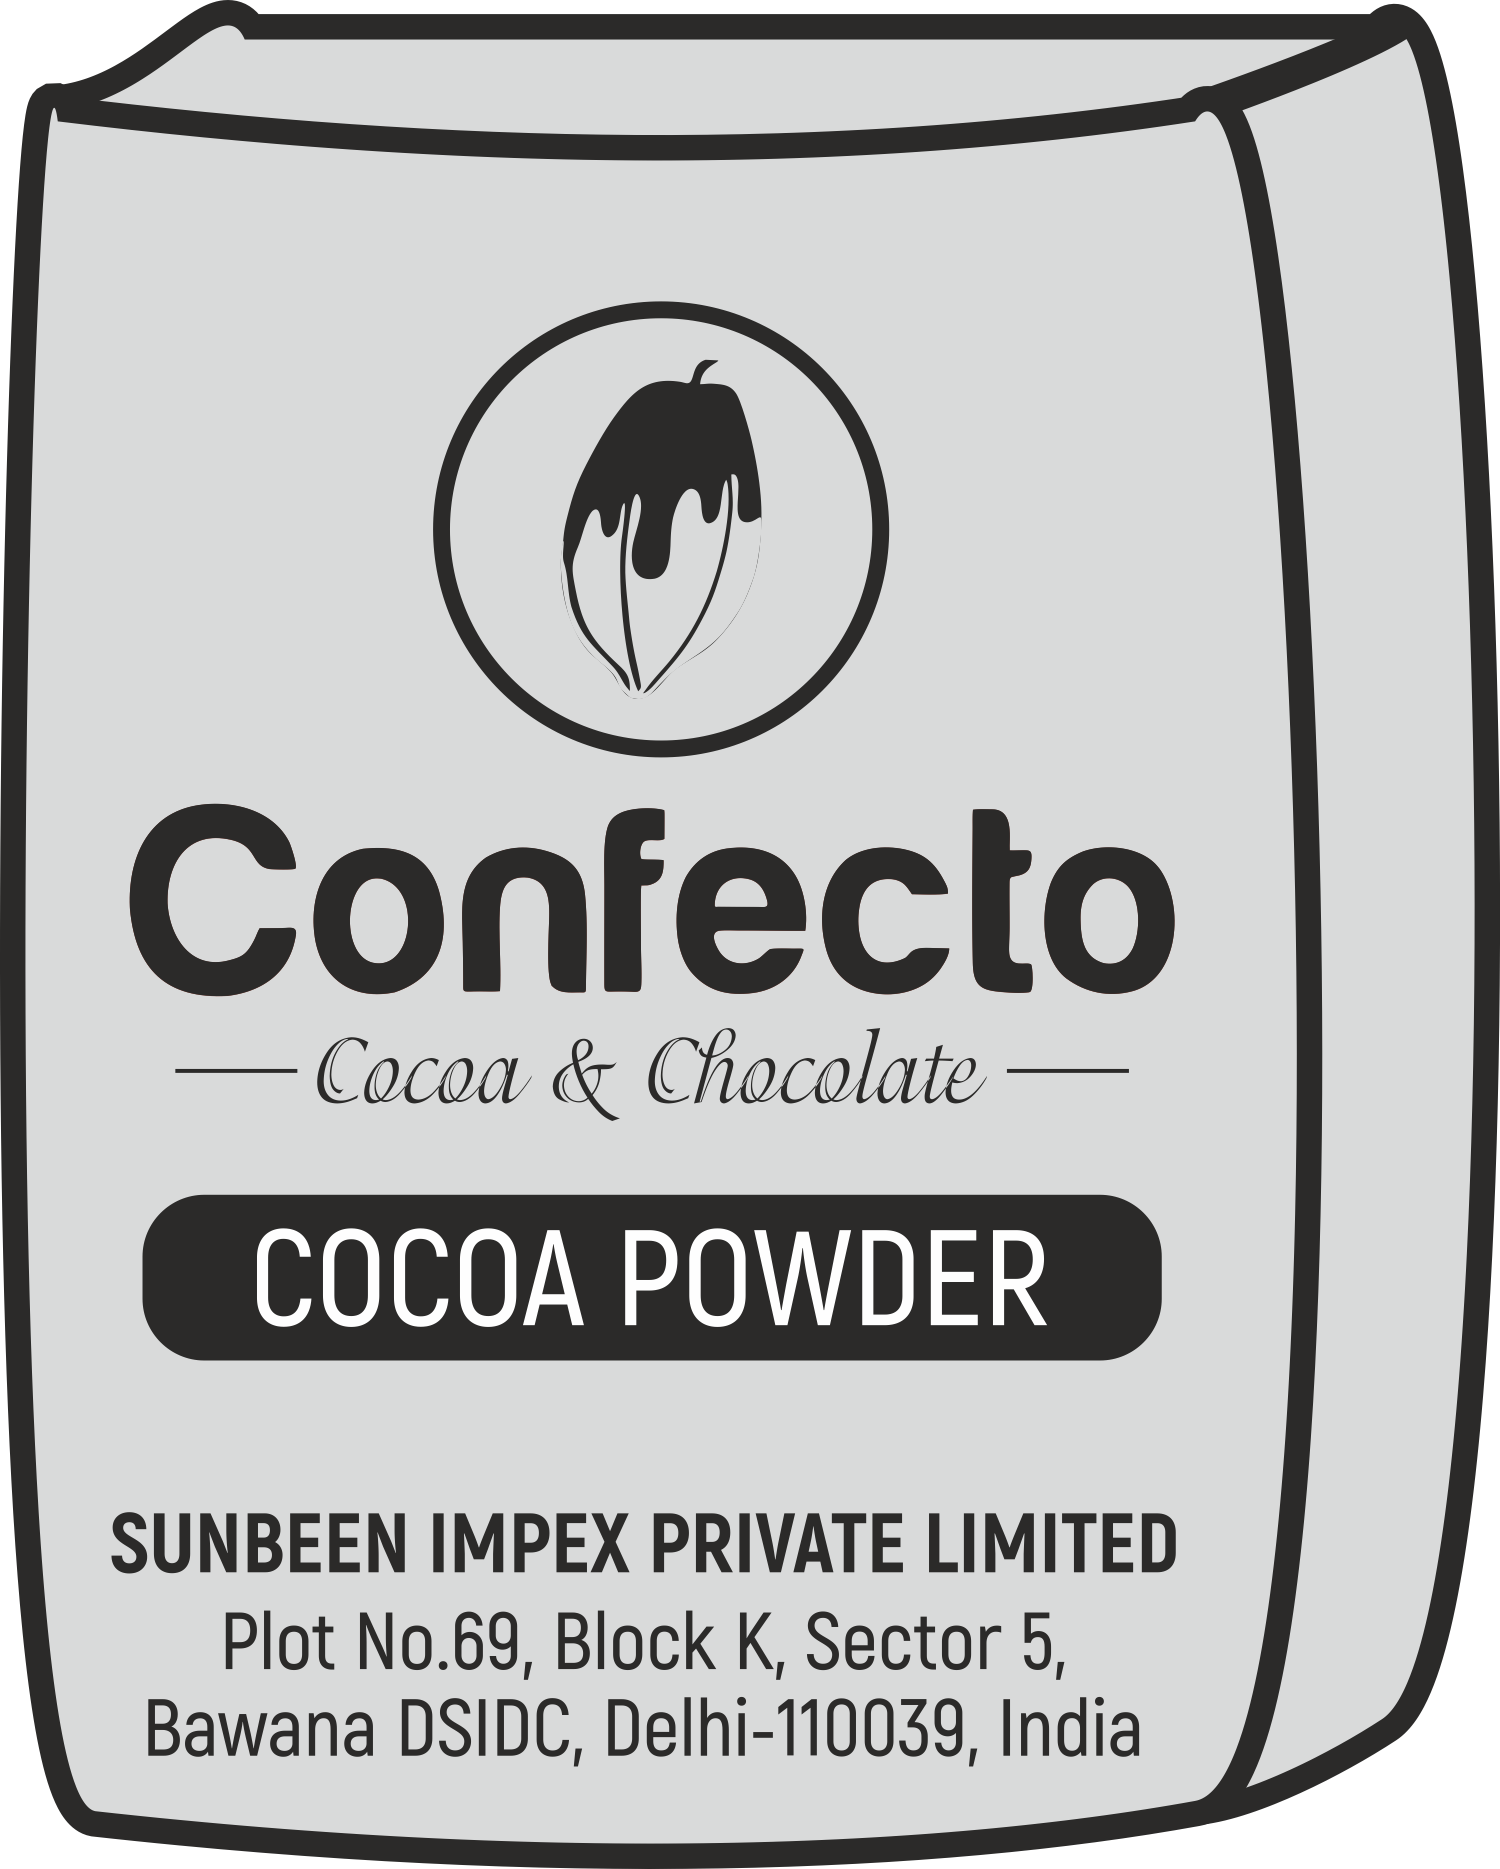 Confecto
Cocoa & Chocolate
COCOA POWDER
SUNBEEN IMPEX PRIVATE LIMITED
Plot No.69, Block K, Sector 5,
Bawana DSIDC, Delhi-110039, India